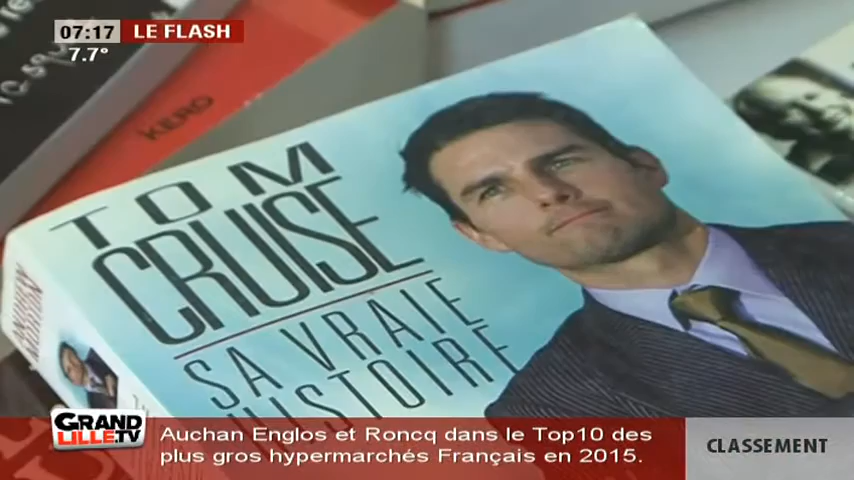 07:17 LE FLASH
7.7°
KERO
TOM
CRUISE
SA VRAIE
HISTOIRE
GRAND
LILLE.TV
Auchan Englos et Roncq dans le Top10 des
plus gros hypermarchés Français en 2015.
CLASSEMENT